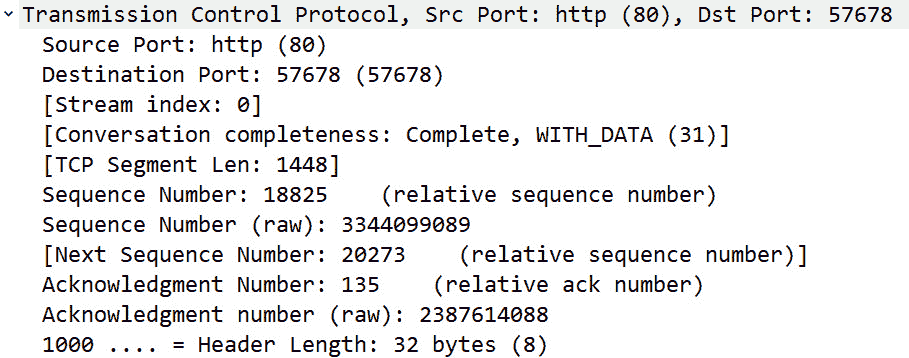 Transmission Control Protocol, Src Port: http (80), Dst Port: 57678
Source Port: http (80)
Destination Port: 57678 (57678)
[Stream index: 0]
[Conversation completeness: Complete, WITH_DATA (31)]
[TCP Segment Len: 1448]
Sequence Number: 18825    (relative sequence number)
Sequence Number (raw): 3344099089
[Next Sequence Number: 20273    (relative sequence number)]
Acknowledgment Number: 135    (relative ack number)
Acknowledgment number (raw): 2387614088
1000 .... = Header Length: 32 bytes (8)